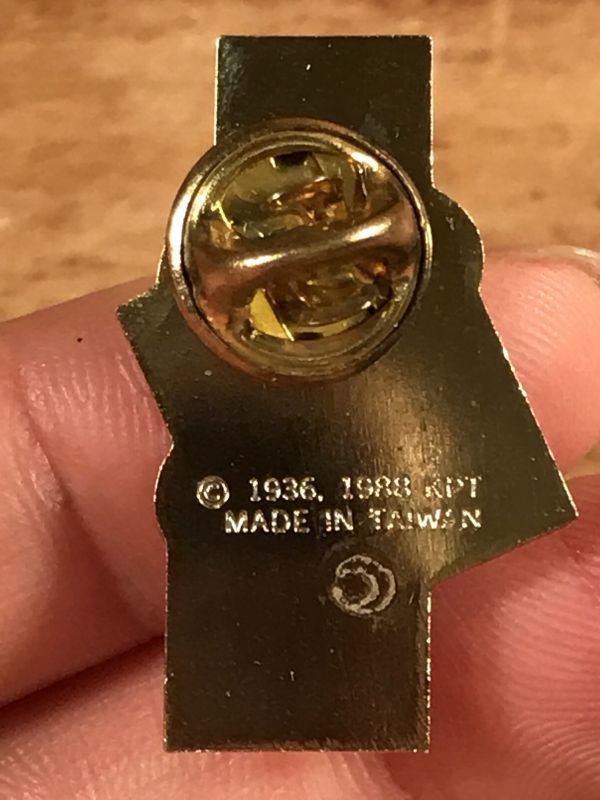 © 1936, 1988 KPT
MADE IN TAIWAN